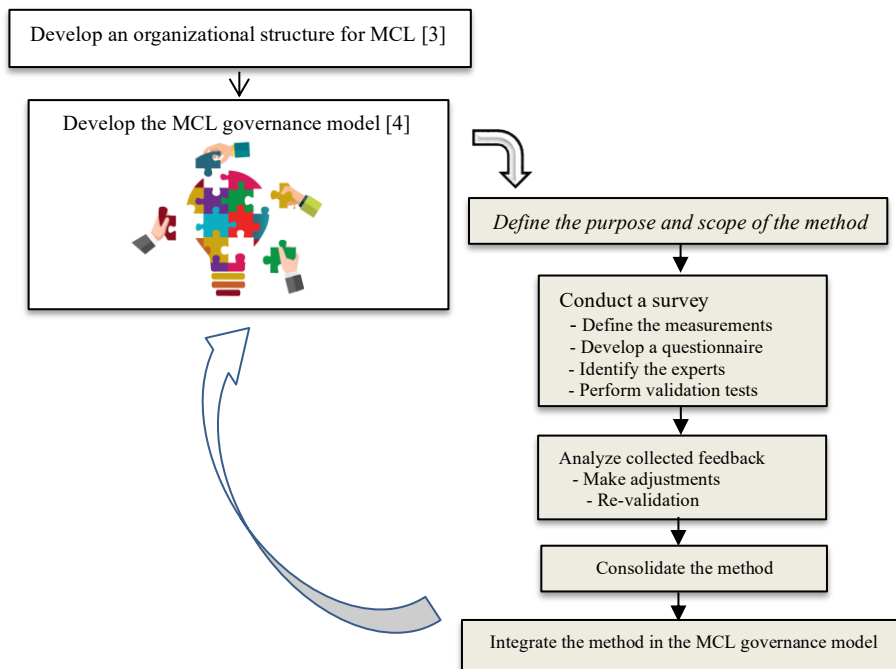 Develop an organizational structure for MCL [3]
Develop the MCL governance model [4]
Define the purpose and scope of the method
Conduct a survey
- Define the measurements
- Develop a questionnaire
- Identify the experts
- Perform validation tests
Analyze collected feedback
- Make adjustments
- Re-validation
Consolidate the method
Integrate the method in the MCL governance model